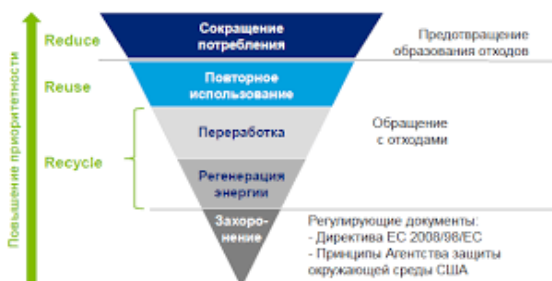 Повышение приоритетности
Reduce
Сокращение
потребления
Предотвращение
образования отходов
Reuse
Повторное
использование
Recycle
Переработка
Обращение
с отходами
Регенерация
энергии
Захоро-
нение
Регулирующие документы:
- Директива ЕС 2008/98/ЕС
- Принципы Агентства защиты
окружающей среды США